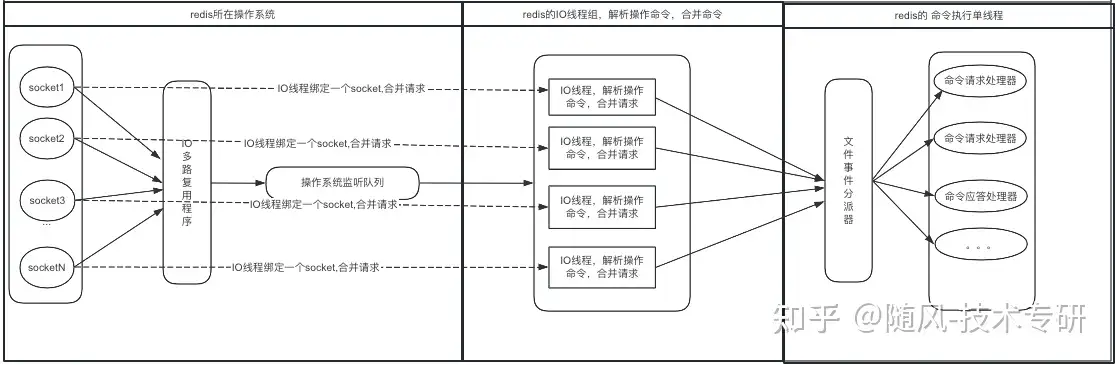 redis所在操作系统
redis的IO线程组，解析操作命令，合并命令
redis的 命令执行单线程
socket1
socket2
socket3
...
socketN
IO
多
路
复
用
程
序
IO线程绑定一个socket,合并请求
IO线程绑定一个socket,合并请求
操作系统监听队列
IO线程绑定一个socket,合并请求
IO线程绑定一个socket,合并请求
IO线程，解析操作
命令，合并请求
IO线程，解析操作
命令，合并请求
IO线程，解析操作
命令，合并请求
IO线程，解析操作
命令，合并请求
文
件
事
件
分
派
器
命令请求处理器
命令请求处理器
命令应答处理器
。。。
知乎 @随风-技术专研